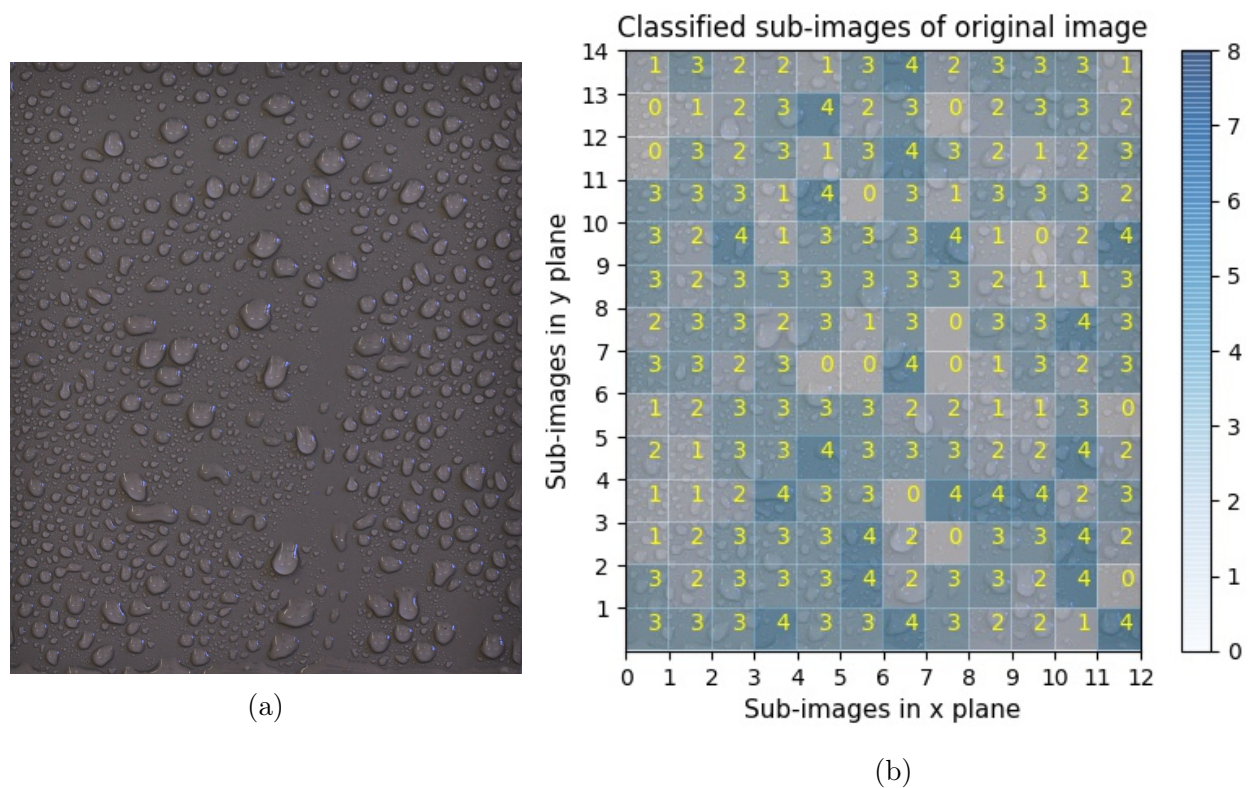 Classified sub-images of original image
14
1 3 2 2 1 3 4 2 3 3 3 1
13
0 1 2 3 4 2 3 0 2 3 3 2
12
0 3 2 3 1 3 4 3 2 1 2 3
11
3 3 3 1 4 0 3 1 3 3 3 2
10
3 2 4 1 3 3 3 4 1 0 2 4
9
3 2 3 3 3 3 3 3 2 1 1 3
8
2 3 3 2 3 1 3 0 3 3 4 3
7
3 3 2 3 0 0 4 0 1 3 2 3
6
1 2 3 3 3 3 2 2 1 1 3 0
5
2 1 3 3 4 3 3 3 2 2 4 2
4
1 1 2 4 3 3 0 4 4 4 2 3
3
1 2 3 3 3 4 2 0 3 3 4 2
2
3 2 3 3 3 4 2 3 3 2 4 0
1
3 3 3 4 3 3 4 3 2 2 1 4
0 1 2 3 4 5 6 7 8 9 10 11 12
Sub-images in x plane
Sub-images in y plane
8
7
6
5
4
3
2
1
0
(a)
(b)